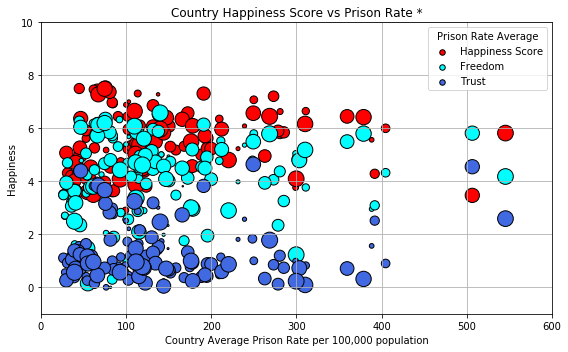 Country Happiness Score vs Prison Rate *
Prison Rate Average
Happiness Score
Freedom
Trust
Happiness
10
8
6
4
2
0
0 100 200 300 400 500 600
Country Average Prison Rate per 100,000 population